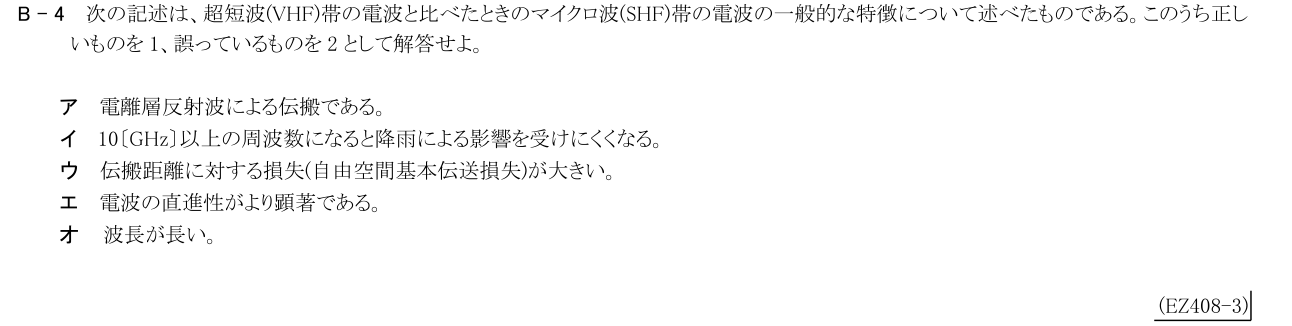 B－4　次の記述は、超短波(VHF)帯の電波と比べたときのマイクロ波(SHF)帯の電波の一般的な特徴について述べたものである。このうち正し
いものを 1、誤っているものを 2 として解答せよ。
ア　電離層反射波による伝搬である。
イ　10〔GHz〕以上の周波数になると降雨による影響を受けにくくなる。
ウ　伝搬距離に対する損失(自由空間基本伝送損失)が大きい。
エ　電波の直進性がより顕著である。
オ　波長が長い。
(EZ408-3)